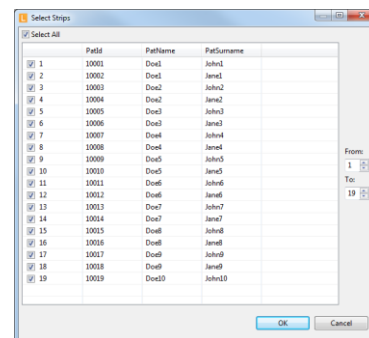 Select Strips
Select All
PatId PatName PatSurname
1 10001 Doe1 John1
2 10002 Doe1 Jane1
3 10003 Doe2 John2
4 10004 Doe2 Jane2
5 10005 Doe3 John3
6 10006 Doe3 Jane3
7 10007 Doe4 John4
8 10008 Doe4 Jane4
9 10009 Doe5 John5
10 10010 Doe5 Jane5
11 10011 Doe6 John6
12 10012 Doe6 Jane6
13 10013 Doe7 John7
14 10014 Doe7 Jane7
15 10015 Doe8 John8
16 10016 Doe8 Jane8
17 10017 Doe9 John9
18 10018 Doe9 Jane9
19 10019 Doe10 John10
From:
1
To:
19
OK Cancel